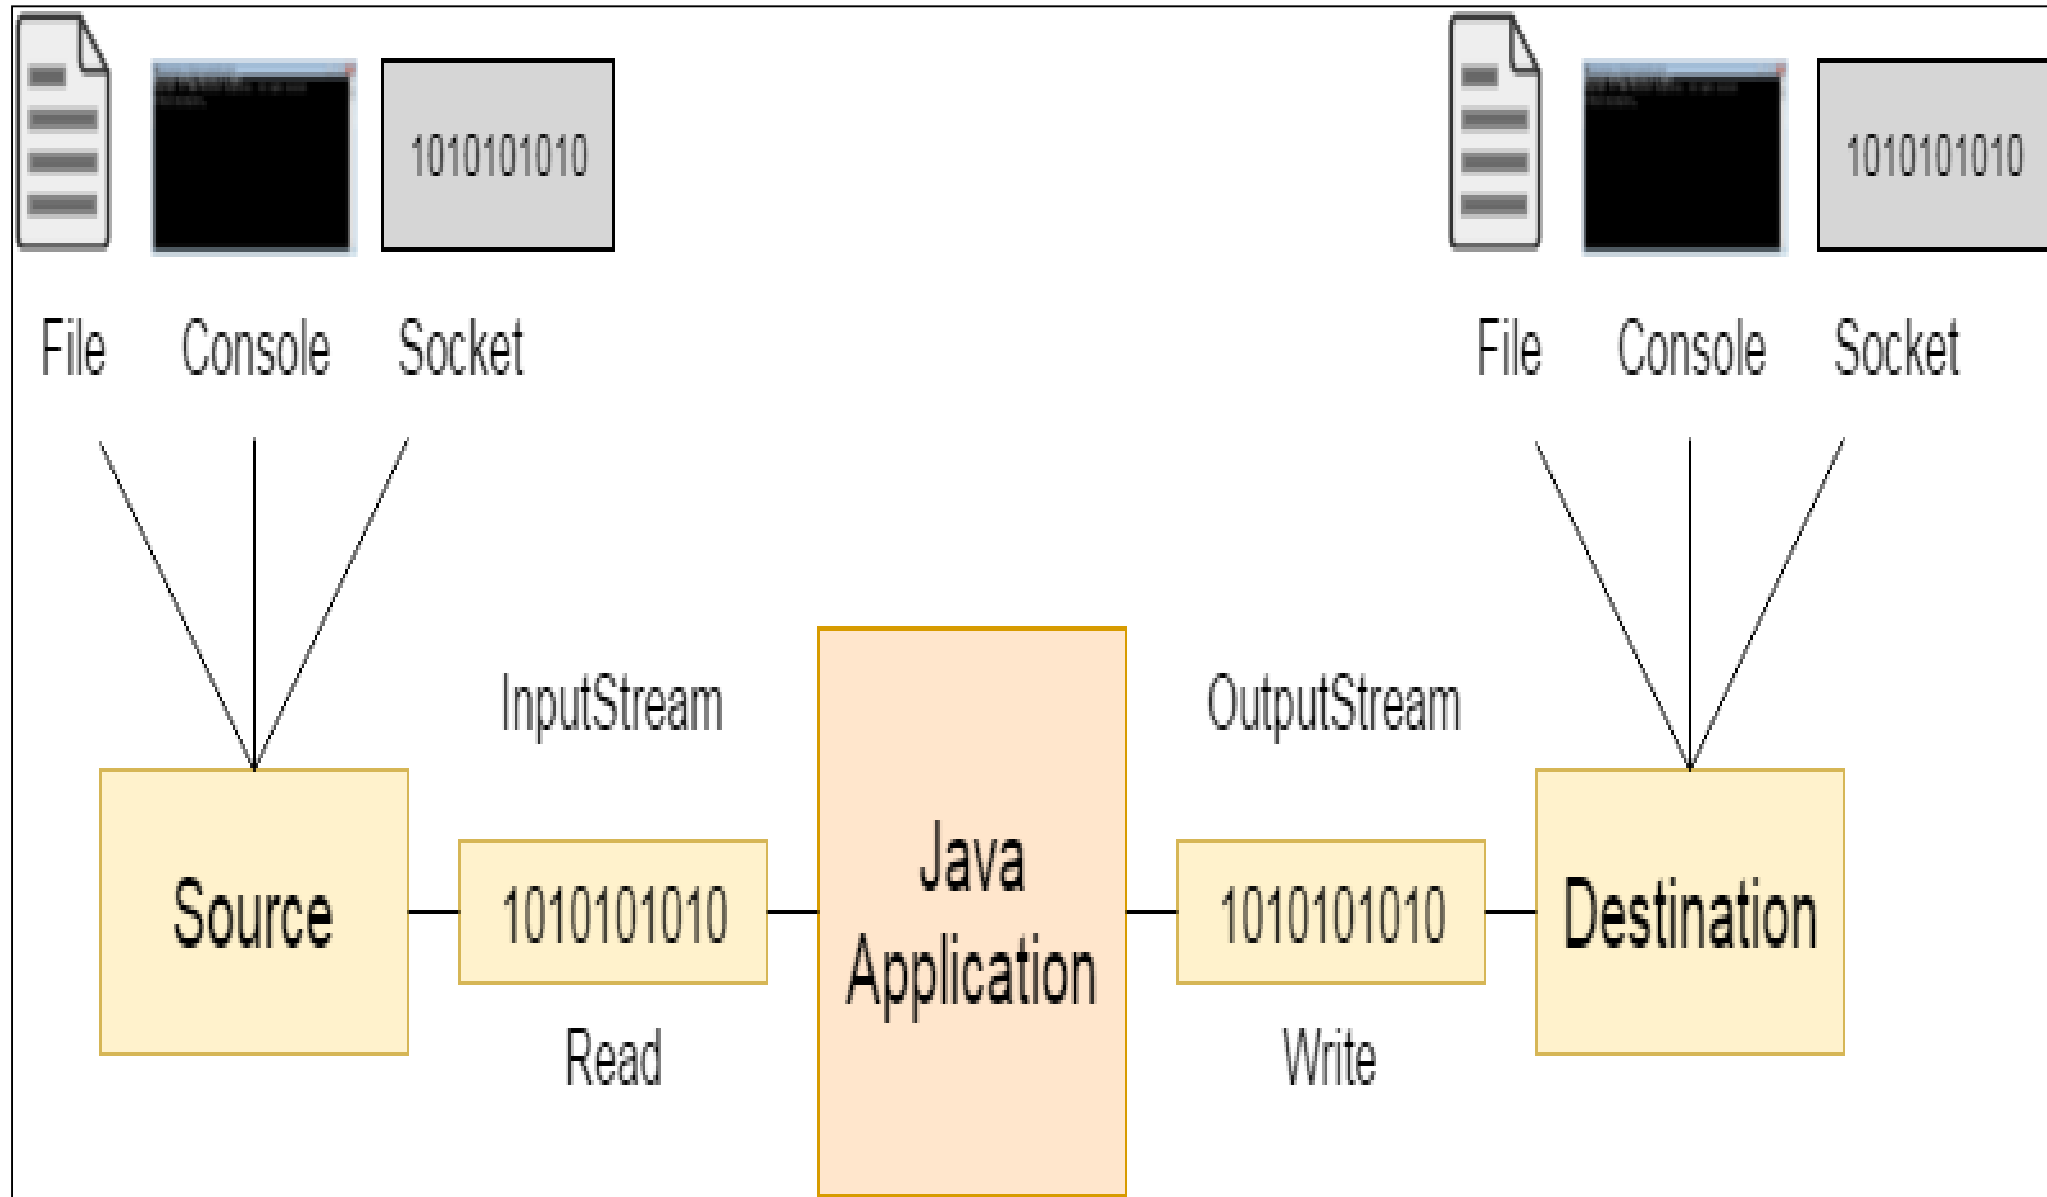 1010101010
1010101010
File Console Socket
File Console Socket
InputStream
OutputStream
Source
1010101010
Java
Application
1010101010
Destination
Read
Write